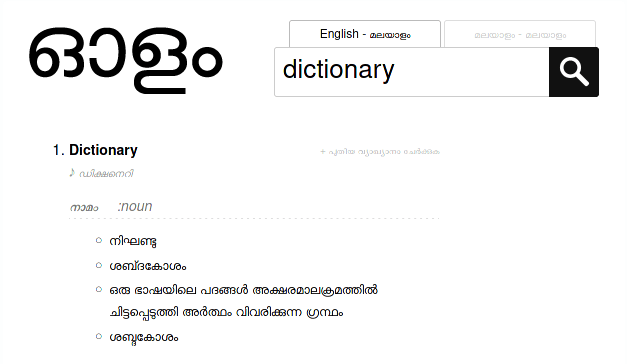 ഓളം
English - മലയാളം
മലയാളം - മലയാളം
dictionary
1. Dictionary
+ പുതിയ വ്യാഖ്യാനം ചേർക്കുക
♪ ഡിക്ഷനെറി
നാമം :noun
നിഘണ്ടു
ശബ്ദകോശം
ഒരു ഭാഷയിലെ പദങ്ങൾ അക്ഷരമാലക്രമത്തിൽ
ചിട്ടപ്പെടുത്തി അർത്ഥം വിവരിക്കുന്ന ഗ്രന്ഥം
ശബ്ദകോശം